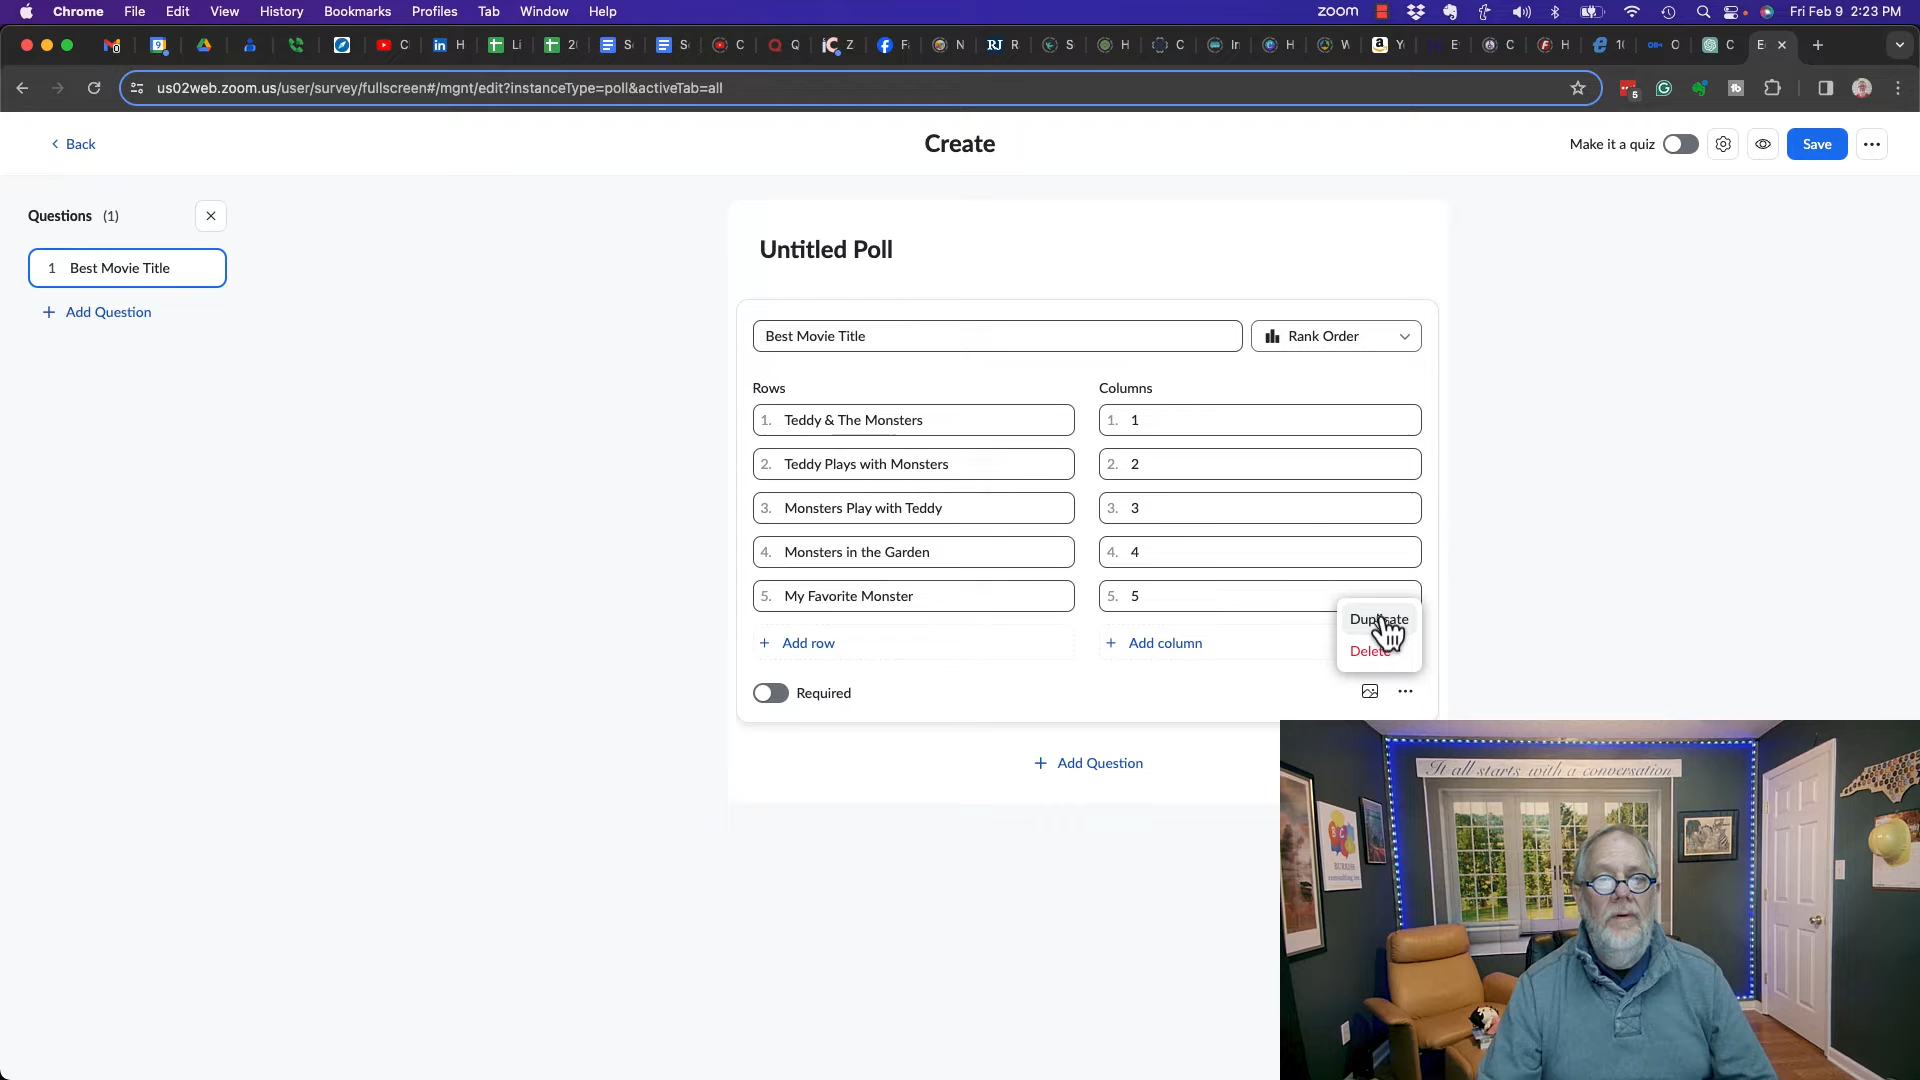 Chrome File Edit View History Bookmarks Profiles Tab Window Help
zoom
Fri Feb 9 2:23 PM
us02web.zoom.us/user/survey/fullscreen#/mgnt/edit?instanceType=poll&activeTab=all
5
Back
Create
Make it a quiz
Save
Questions (1)
1 Best Movie Title
+ Add Question
Untitled Poll
Best Movie Title
Rank Order
Rows
Columns
1. Teddy & The Monsters
1. 1
2. Teddy Plays with Monsters
2. 2
3. Monsters Play with Teddy
3. 3
4. Monsters in the Garden
4. 4
5. My Favorite Monster
5. 5
Duplicate
+ Add row
+ Add column
Delete
Required
+ Add Question
It all starts with a conversation
BURRISS
consulting, inc.